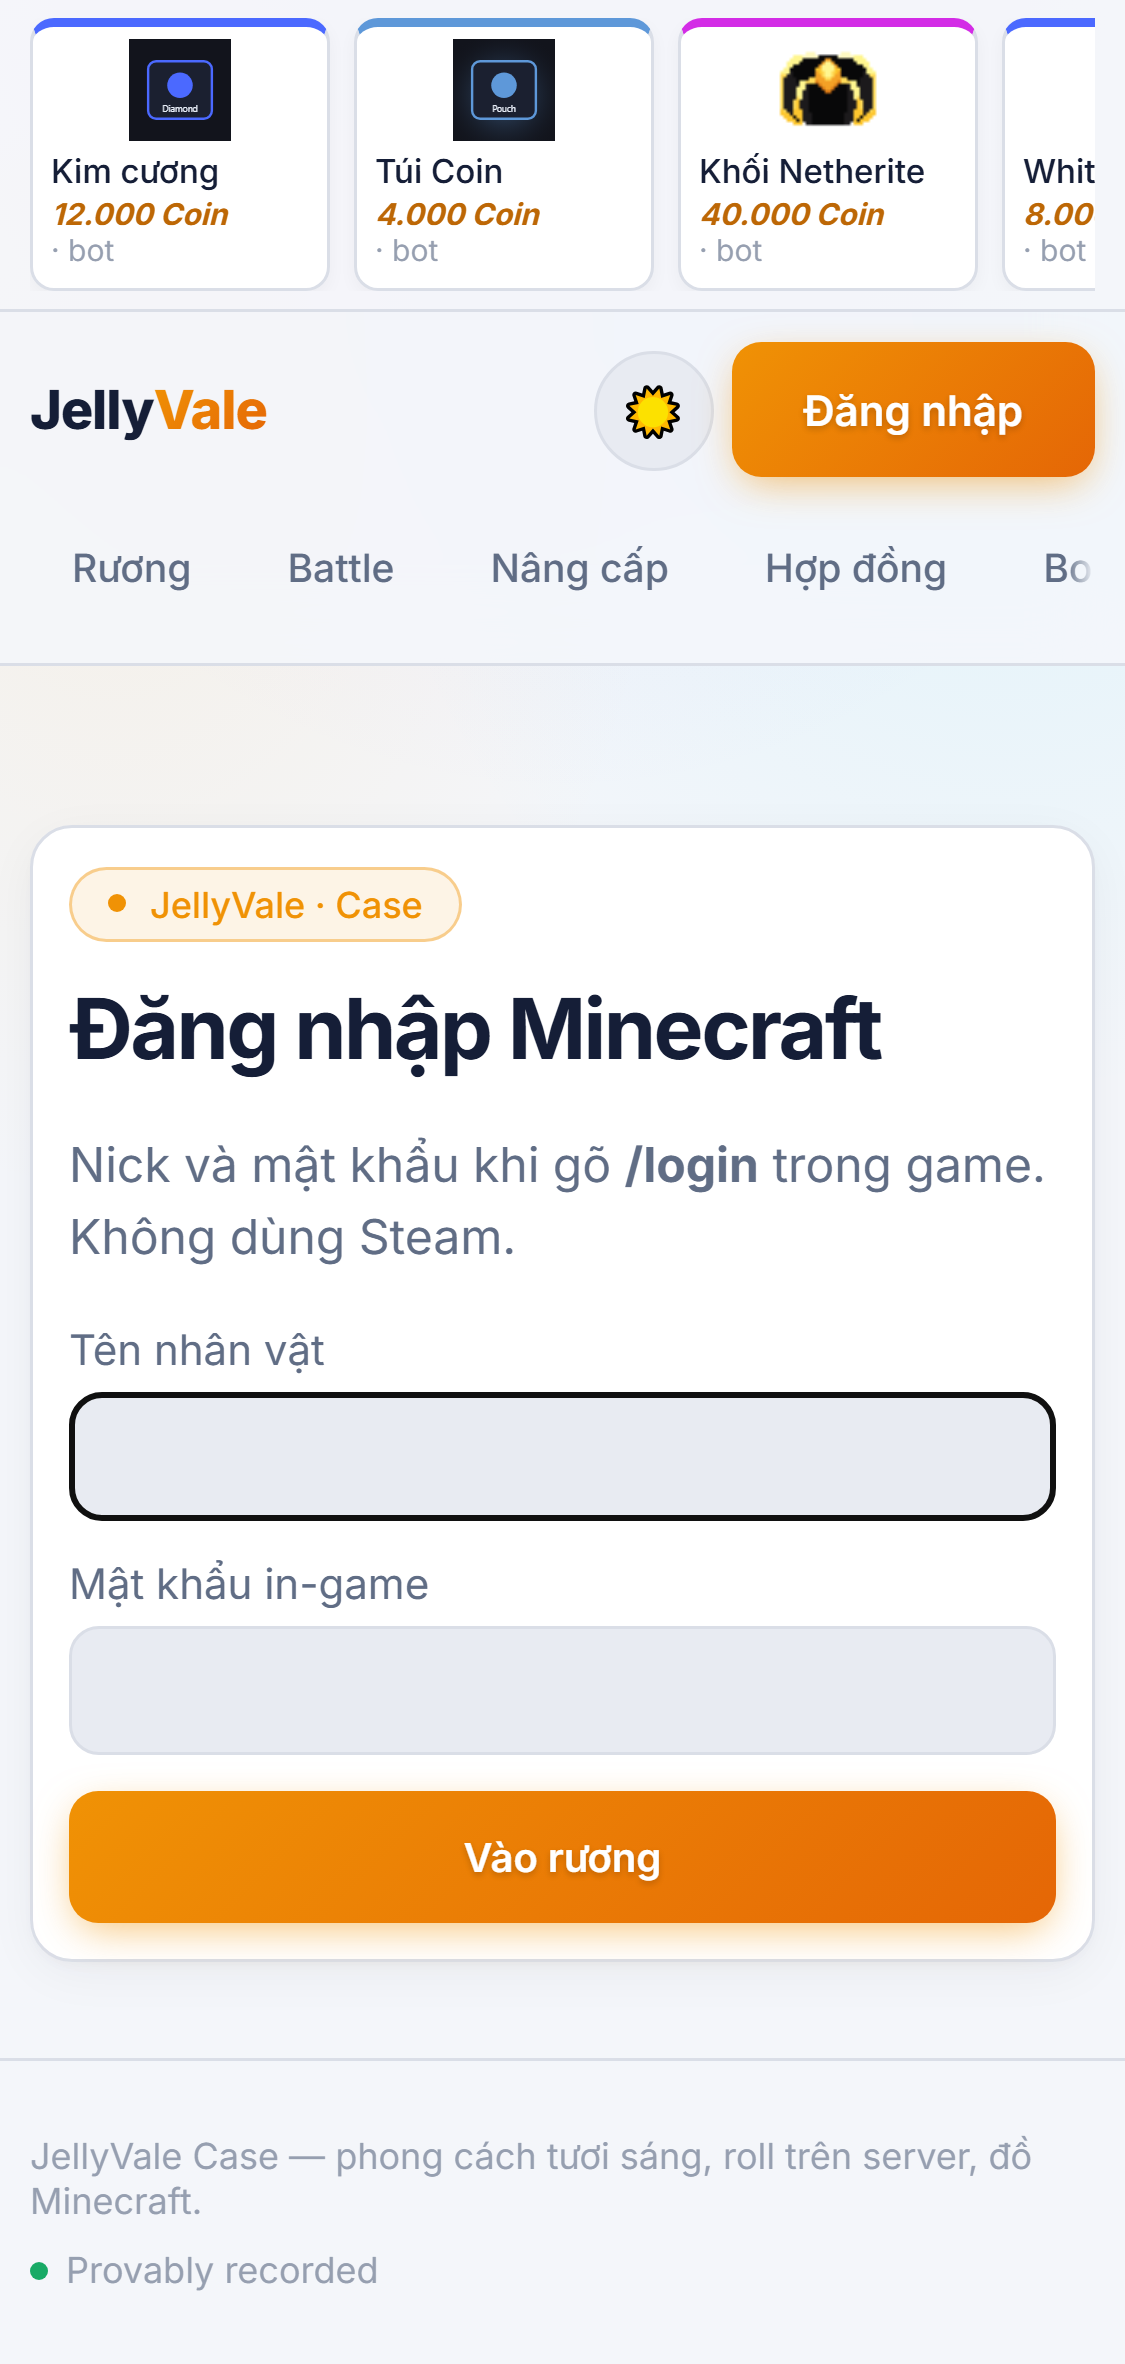 Diamond
Pouch
Kim cương
Túi Coin
Khối Netherite
Whit
12.000 Coin
4.000 Coin
40.000 Coin
8.00
· bot
· bot
· bot
· bot
JellyVale
Đăng nhập
Rương
Battle
Nâng cấp
Hợp đồng
Bo
JellyVale · Case
Đăng nhập Minecraft
Nick và mật khẩu khi gõ /login trong game.
Không dùng Steam.
Tên nhân vật
Mật khẩu in-game
Vào rương
JellyVale Case — phong cách tươi sáng, roll trên server, đồ
Minecraft.
Provably recorded